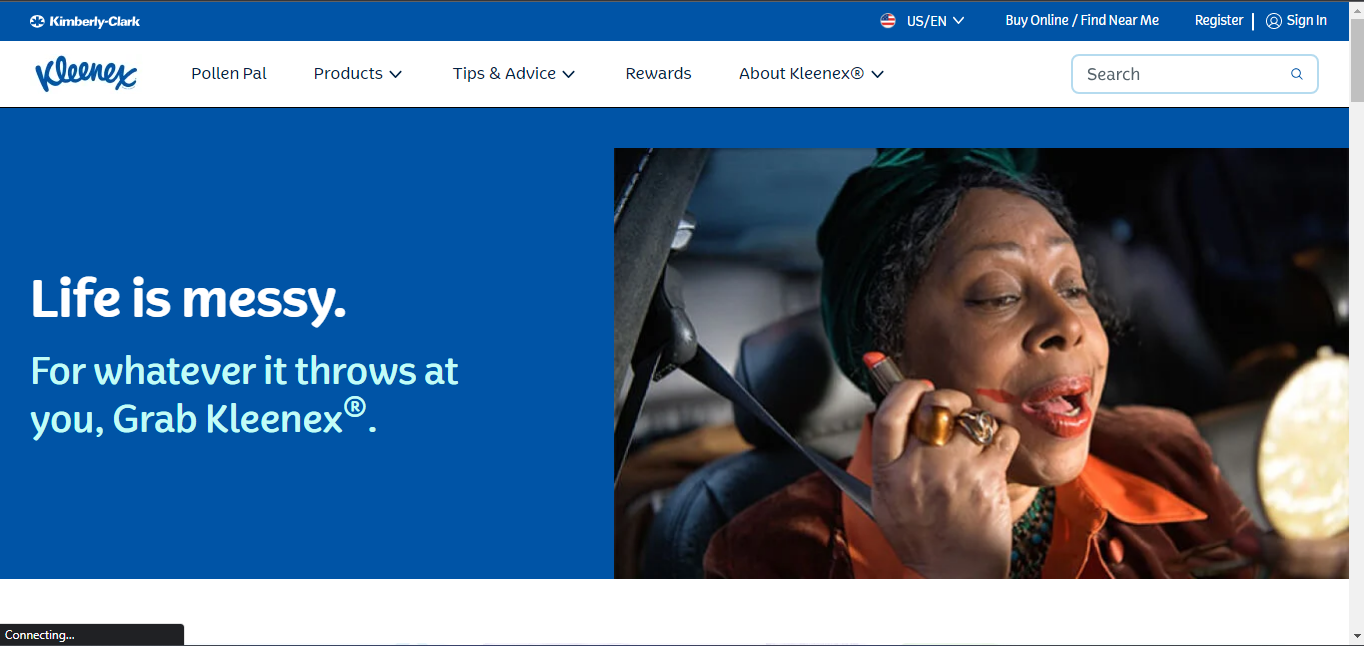 Kimberly-Clark
US/EN
Buy Online / Find Near Me
Register
Sign In
Kleenex
Pollen Pal
Products
Tips & Advice
Rewards
About Kleenex®
Search
Life is messy.
For whatever it throws at
you, Grab Kleenex®.
Connecting...